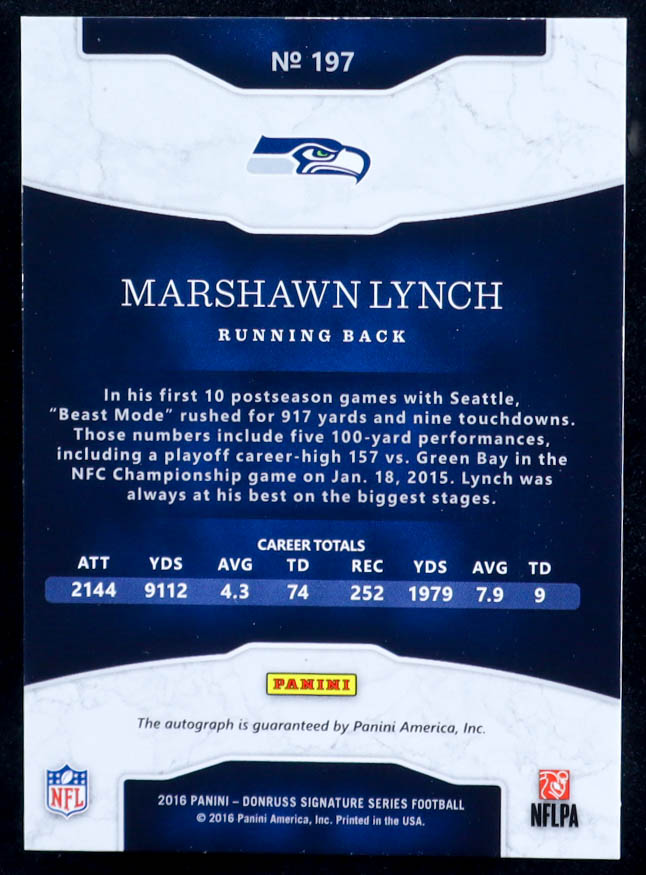 Nº 197
MARSHAWN LYNCH
RUNNING BACK
In his first 10 postseason games with Seattle,
"Beast Mode" rushed for 917 yards and nine touchdowns.
Those numbers include five 100-yard performances,
including a playoff career-high 157 vs. Green Bay in the
NFC Championship game on Jan. 18, 2015. Lynch was
always at his best on the biggest stages.
CAREER TOTALS
ATT YDS AVG TD REC YDS AVG TD
2144 9112 4.3 74 252 1979 7.9 9
PANINI
The autograph is guaranteed by Panini America, Inc.
NFL
2016 PANINI – DONRUSS SIGNATURE SERIES FOOTBALL
© 2016 Panini America, Inc. Printed in the USA.
NFLPA